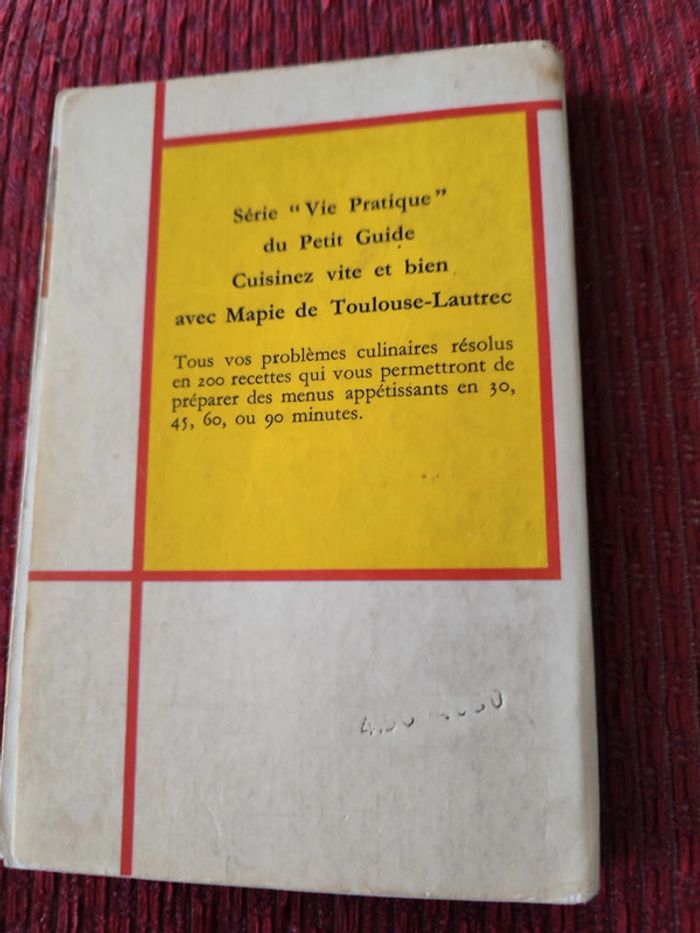 Série “Vie Pratique”
du Petit Guide
Cuisinez vite et bien
avec Mapie de Toulouse-Lautrec
Tous vos problèmes culinaires résolus
en 200 recettes qui vous permettront de
préparer des menus appétissants en 30,
45, 60, ou 90 minutes.